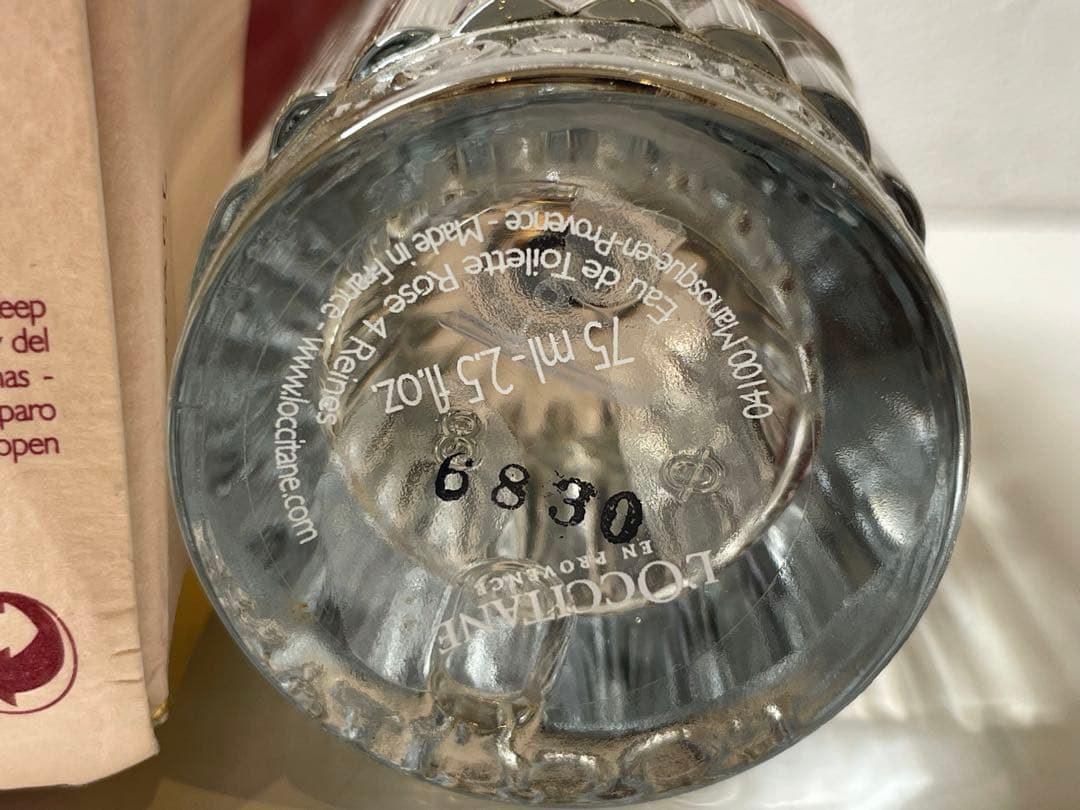 eep
del
as -
paro
open
L'OCCITANE
EN PROVENCE
6830
75 ml - 2.5 fl.oz.
Eau de Toilette Rose 4 Reines
04100 Manosque-en-Provence - Made in France - www.loccitane.com